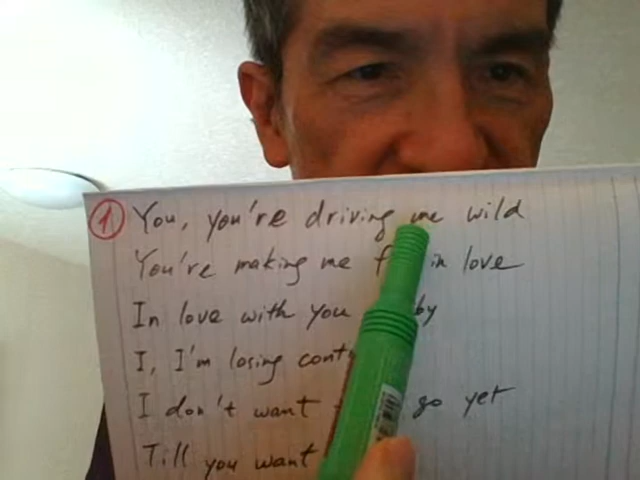 1 You, you're driving me wild
You're making me in love
In love with you
I, I'm losing
I don't want go yet
Till you want